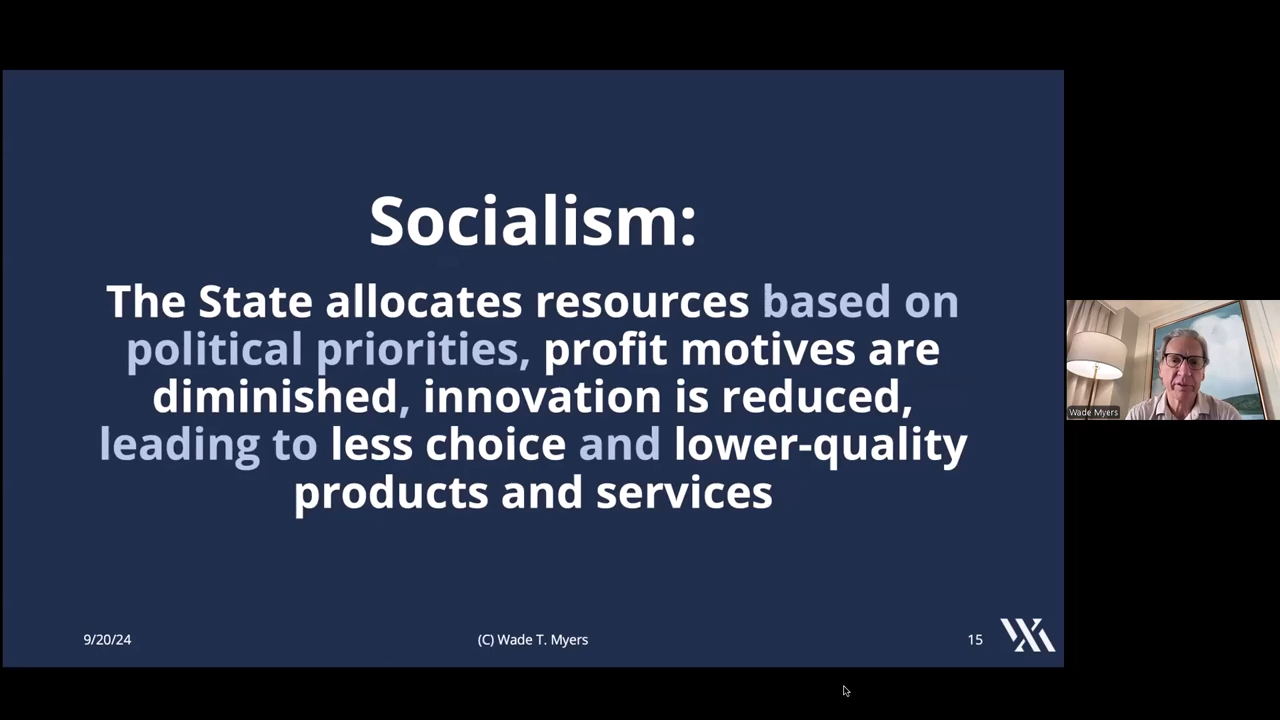 Socialism:
The State allocates resources based on
political priorities, profit motives are
diminished, innovation is reduced,
leading to less choice and lower-quality
products and services
Wade Myers
9/20/24
(C) Wade T. Myers
15